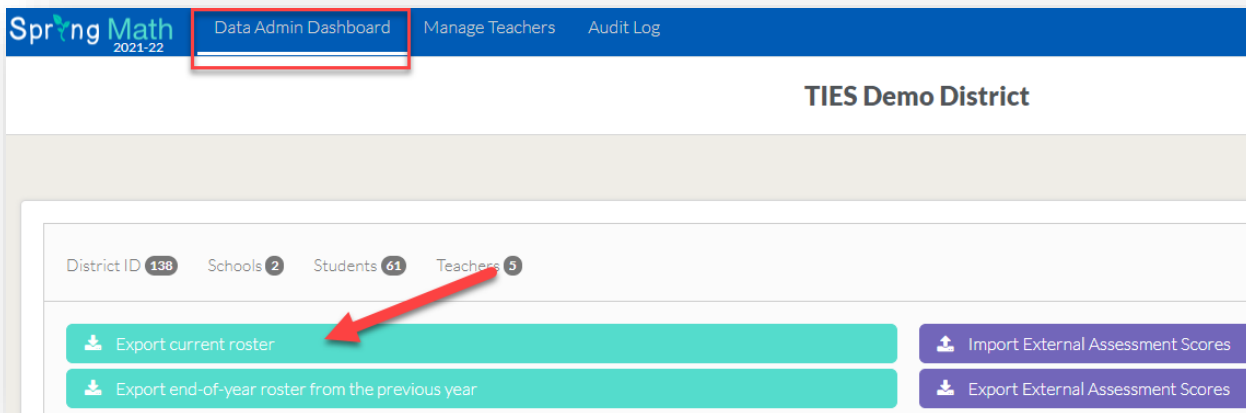 Spring Math Data Admin Dashboard Manage Teachers Audit Log
2021-22
TIES Demo District
District ID 138 Schools 2 Students 61 Teachers 5
Export current roster Import External Assessment Scores
Export end-of-year roster from the previous year Export External Assessment Scores